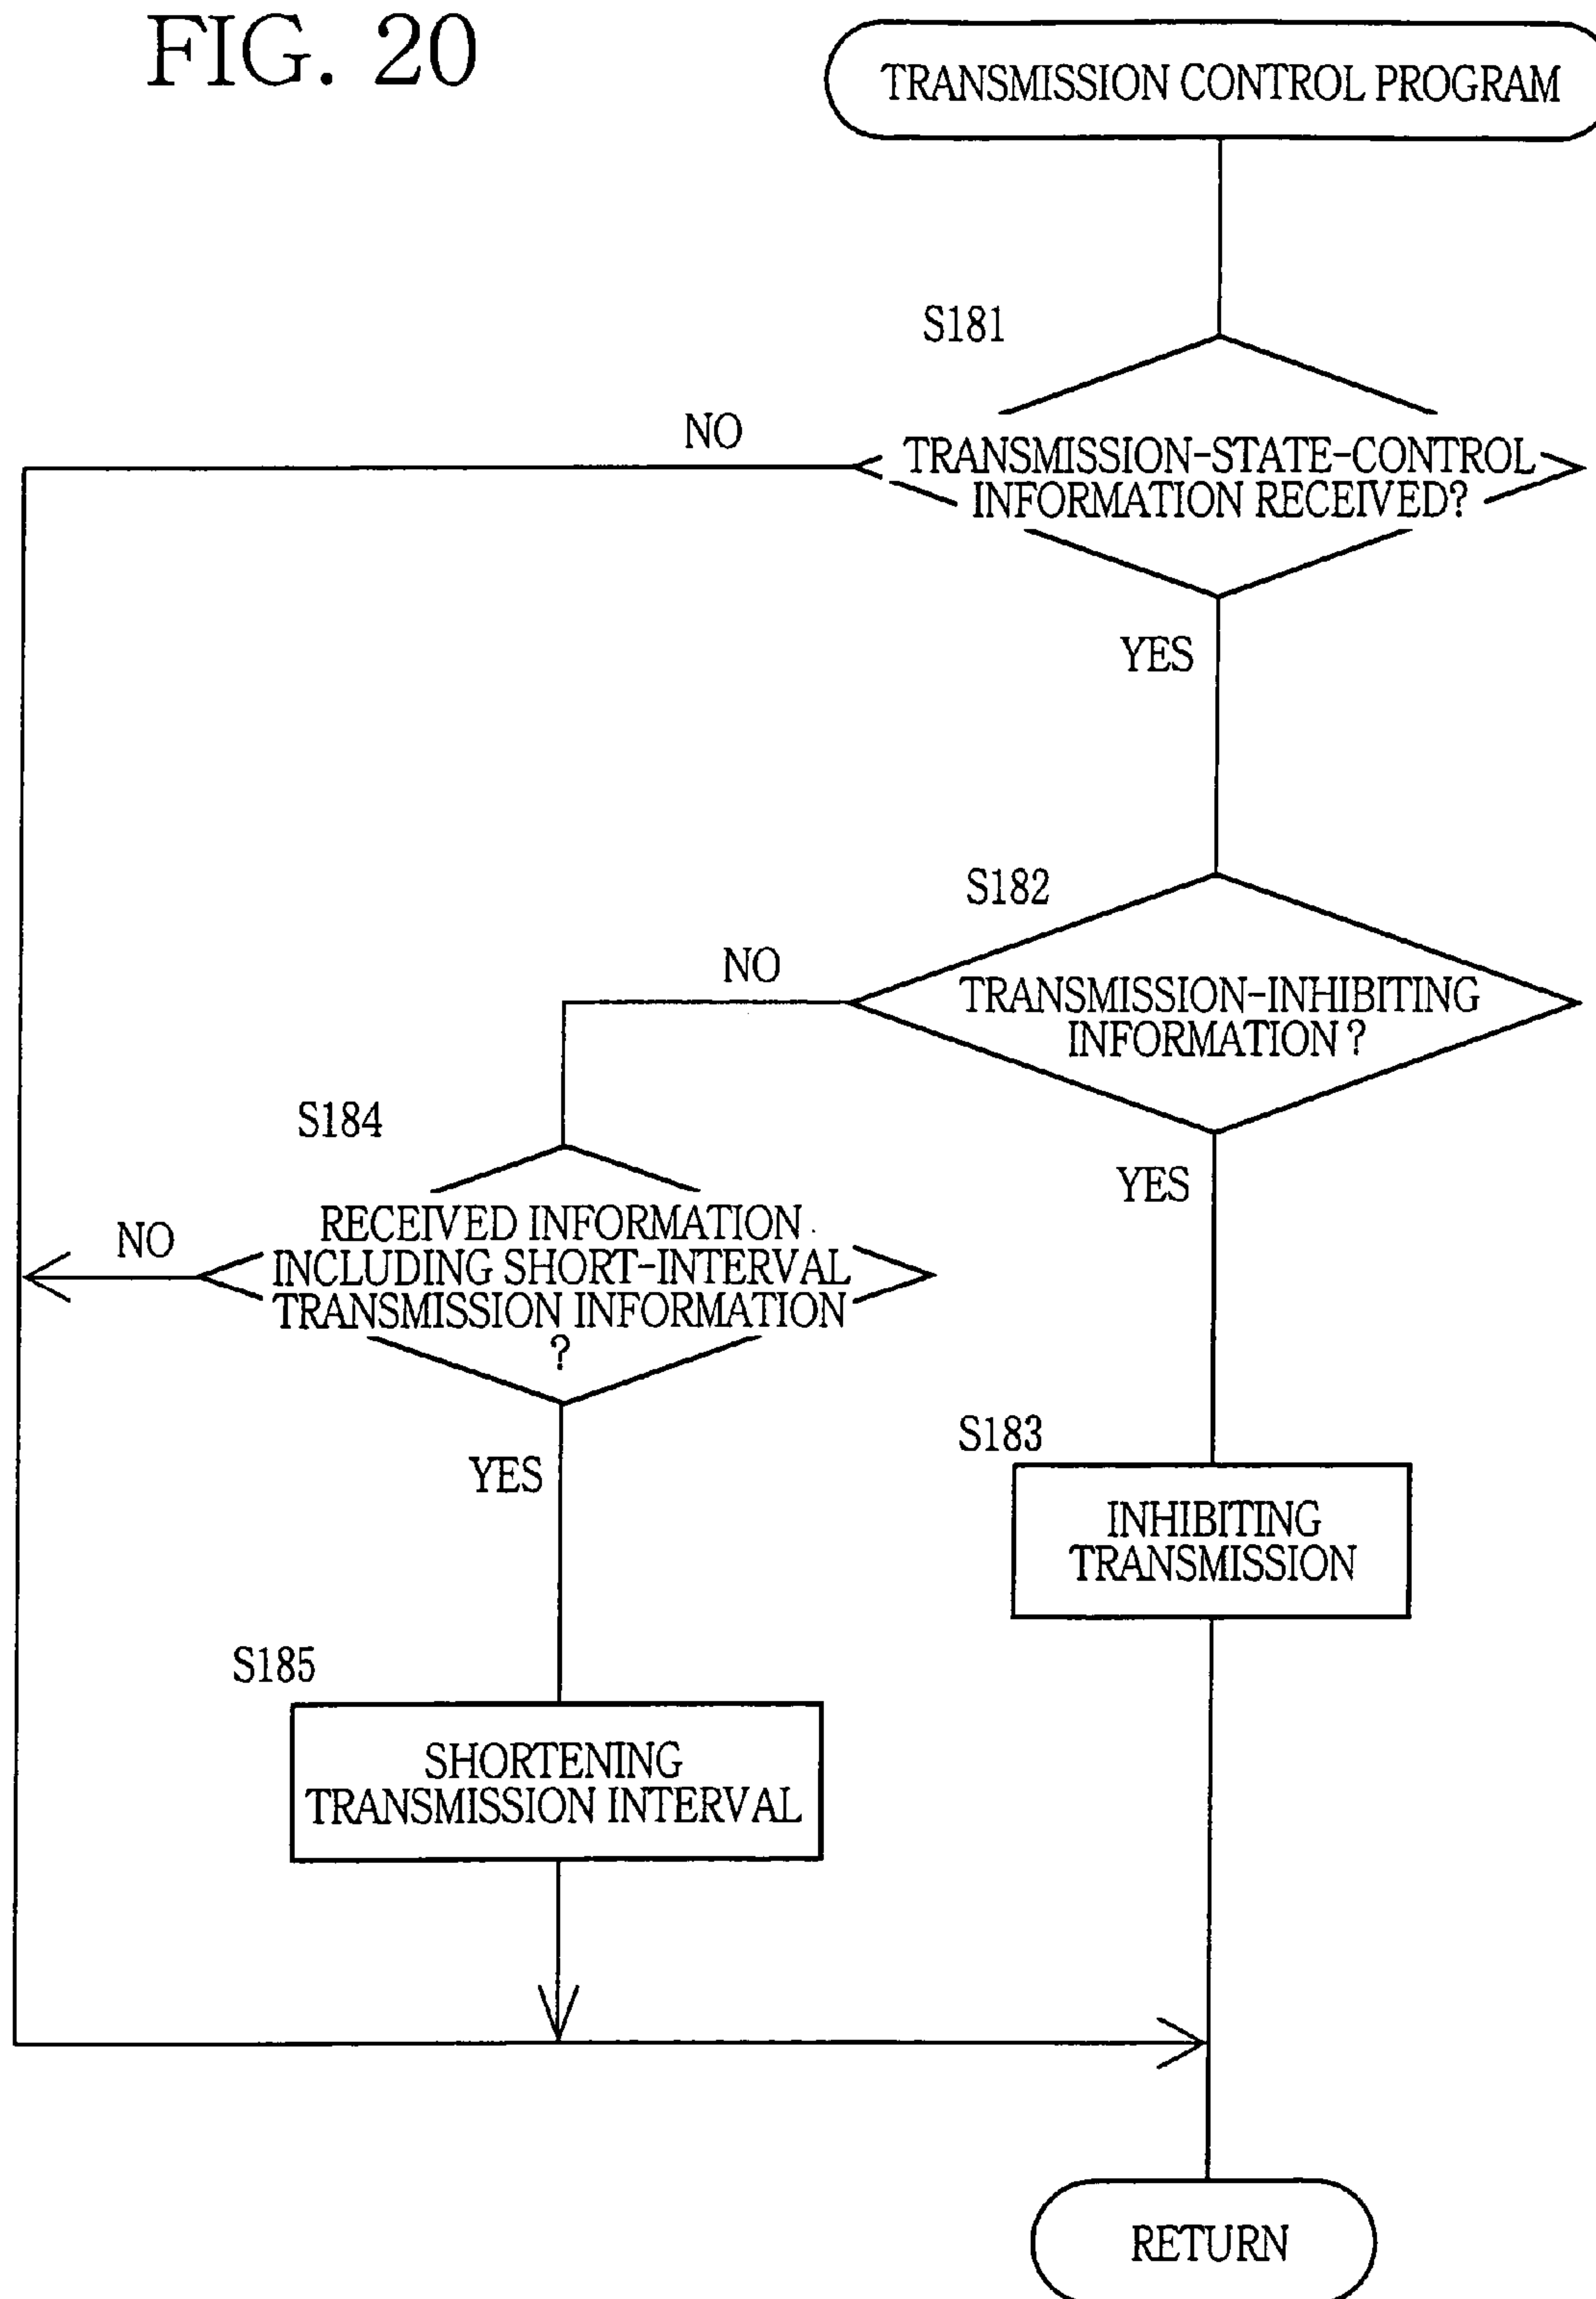 FIG. 20
TRANSMISSION CONTROL PROGRAM
S181
NO
TRANSMISSION-STATE-CONTROL
INFORMATION RECEIVED?
YES
S182
NO
TRANSMISSION-INHIBITING
INFORMATION ?
YES
S184
NO
RECEIVED INFORMATION
INCLUDING SHORT-INTERVAL
TRANSMISSION INFORMATION
?
YES
S183
INHIBITING
TRANSMISSION
S185
SHORTENING
TRANSMISSION INTERVAL
RETURN